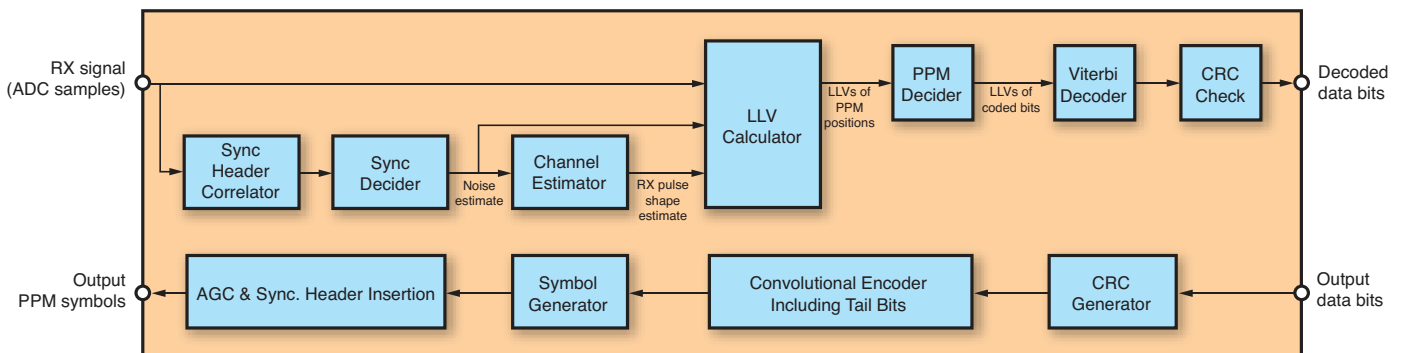 RX signal
(ADC samples)
Sync
Header
Correlator
Sync
Decider
Noise
estimate
Channel
Estimator
RX pulse
shape
estimate
LLV
Calculator
LLVs of
PPM
positions
PPM
Decider
LLVs of
coded bits
Viterbi
Decoder
CRC
Check
Decoded
data bits
Output
PPM symbols
AGC & Sync. Header Insertion
Symbol
Generator
Convolutional Encoder
Including Tail Bits
CRC
Generator
Output
data bits